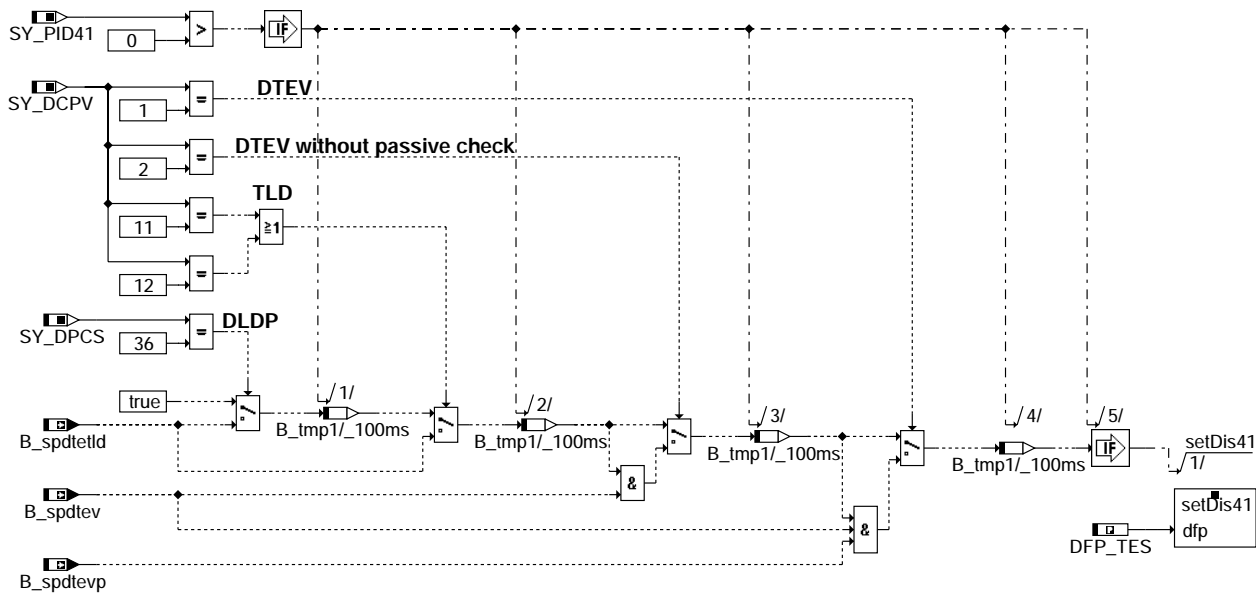 SY_PID41
0
>
IF
SY_DCPV
1
=
DTEV
2
=
DTEV without passive check
TLD
11
=
≧1
12
=
SY_DPCS
36
=
DLDP
true
B_spdtetld
/1/
B_tmp1/_100ms
/2/
B_tmp1/_100ms
/3/
B_tmp1/_100ms
/4/
B_tmp1/_100ms
/5/
IF
setDis41
/1/
&
B_spdtev
&
B_spdtevp
setDis41
dfp
P
DFP_TES